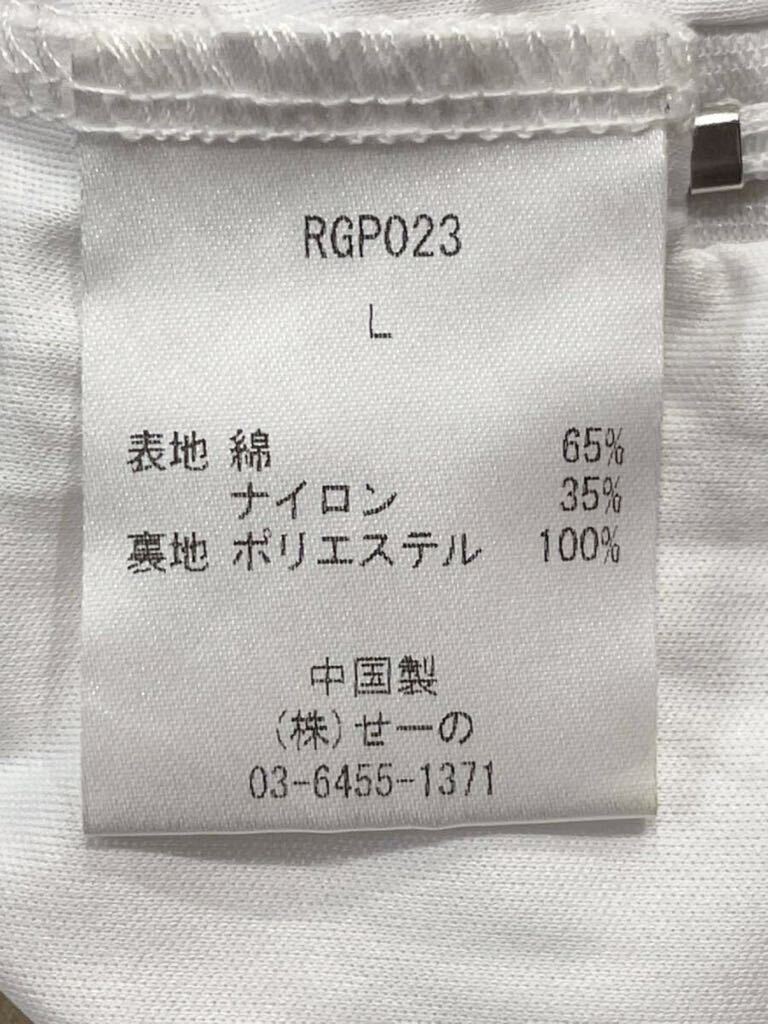 RGP023
L
表地 綿 65%
ナイロン 35%
裏地 ポリエステル 100%
中国製
(株)せーの
03-6455-1371